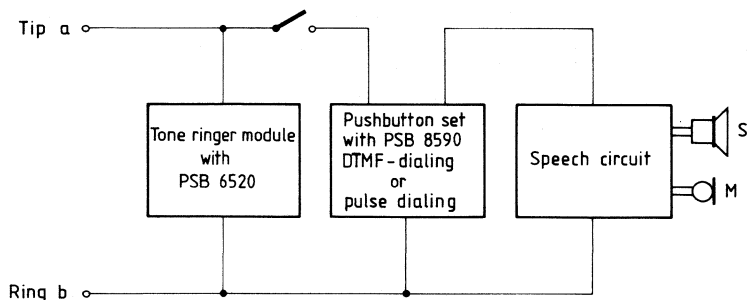 Tip a
Tone ringer module
with
PSB 6520
Pushbutton set
with PSB 8590
DTMF-dialing
or
pulse dialing
Speech circuit
S
M
Ring b